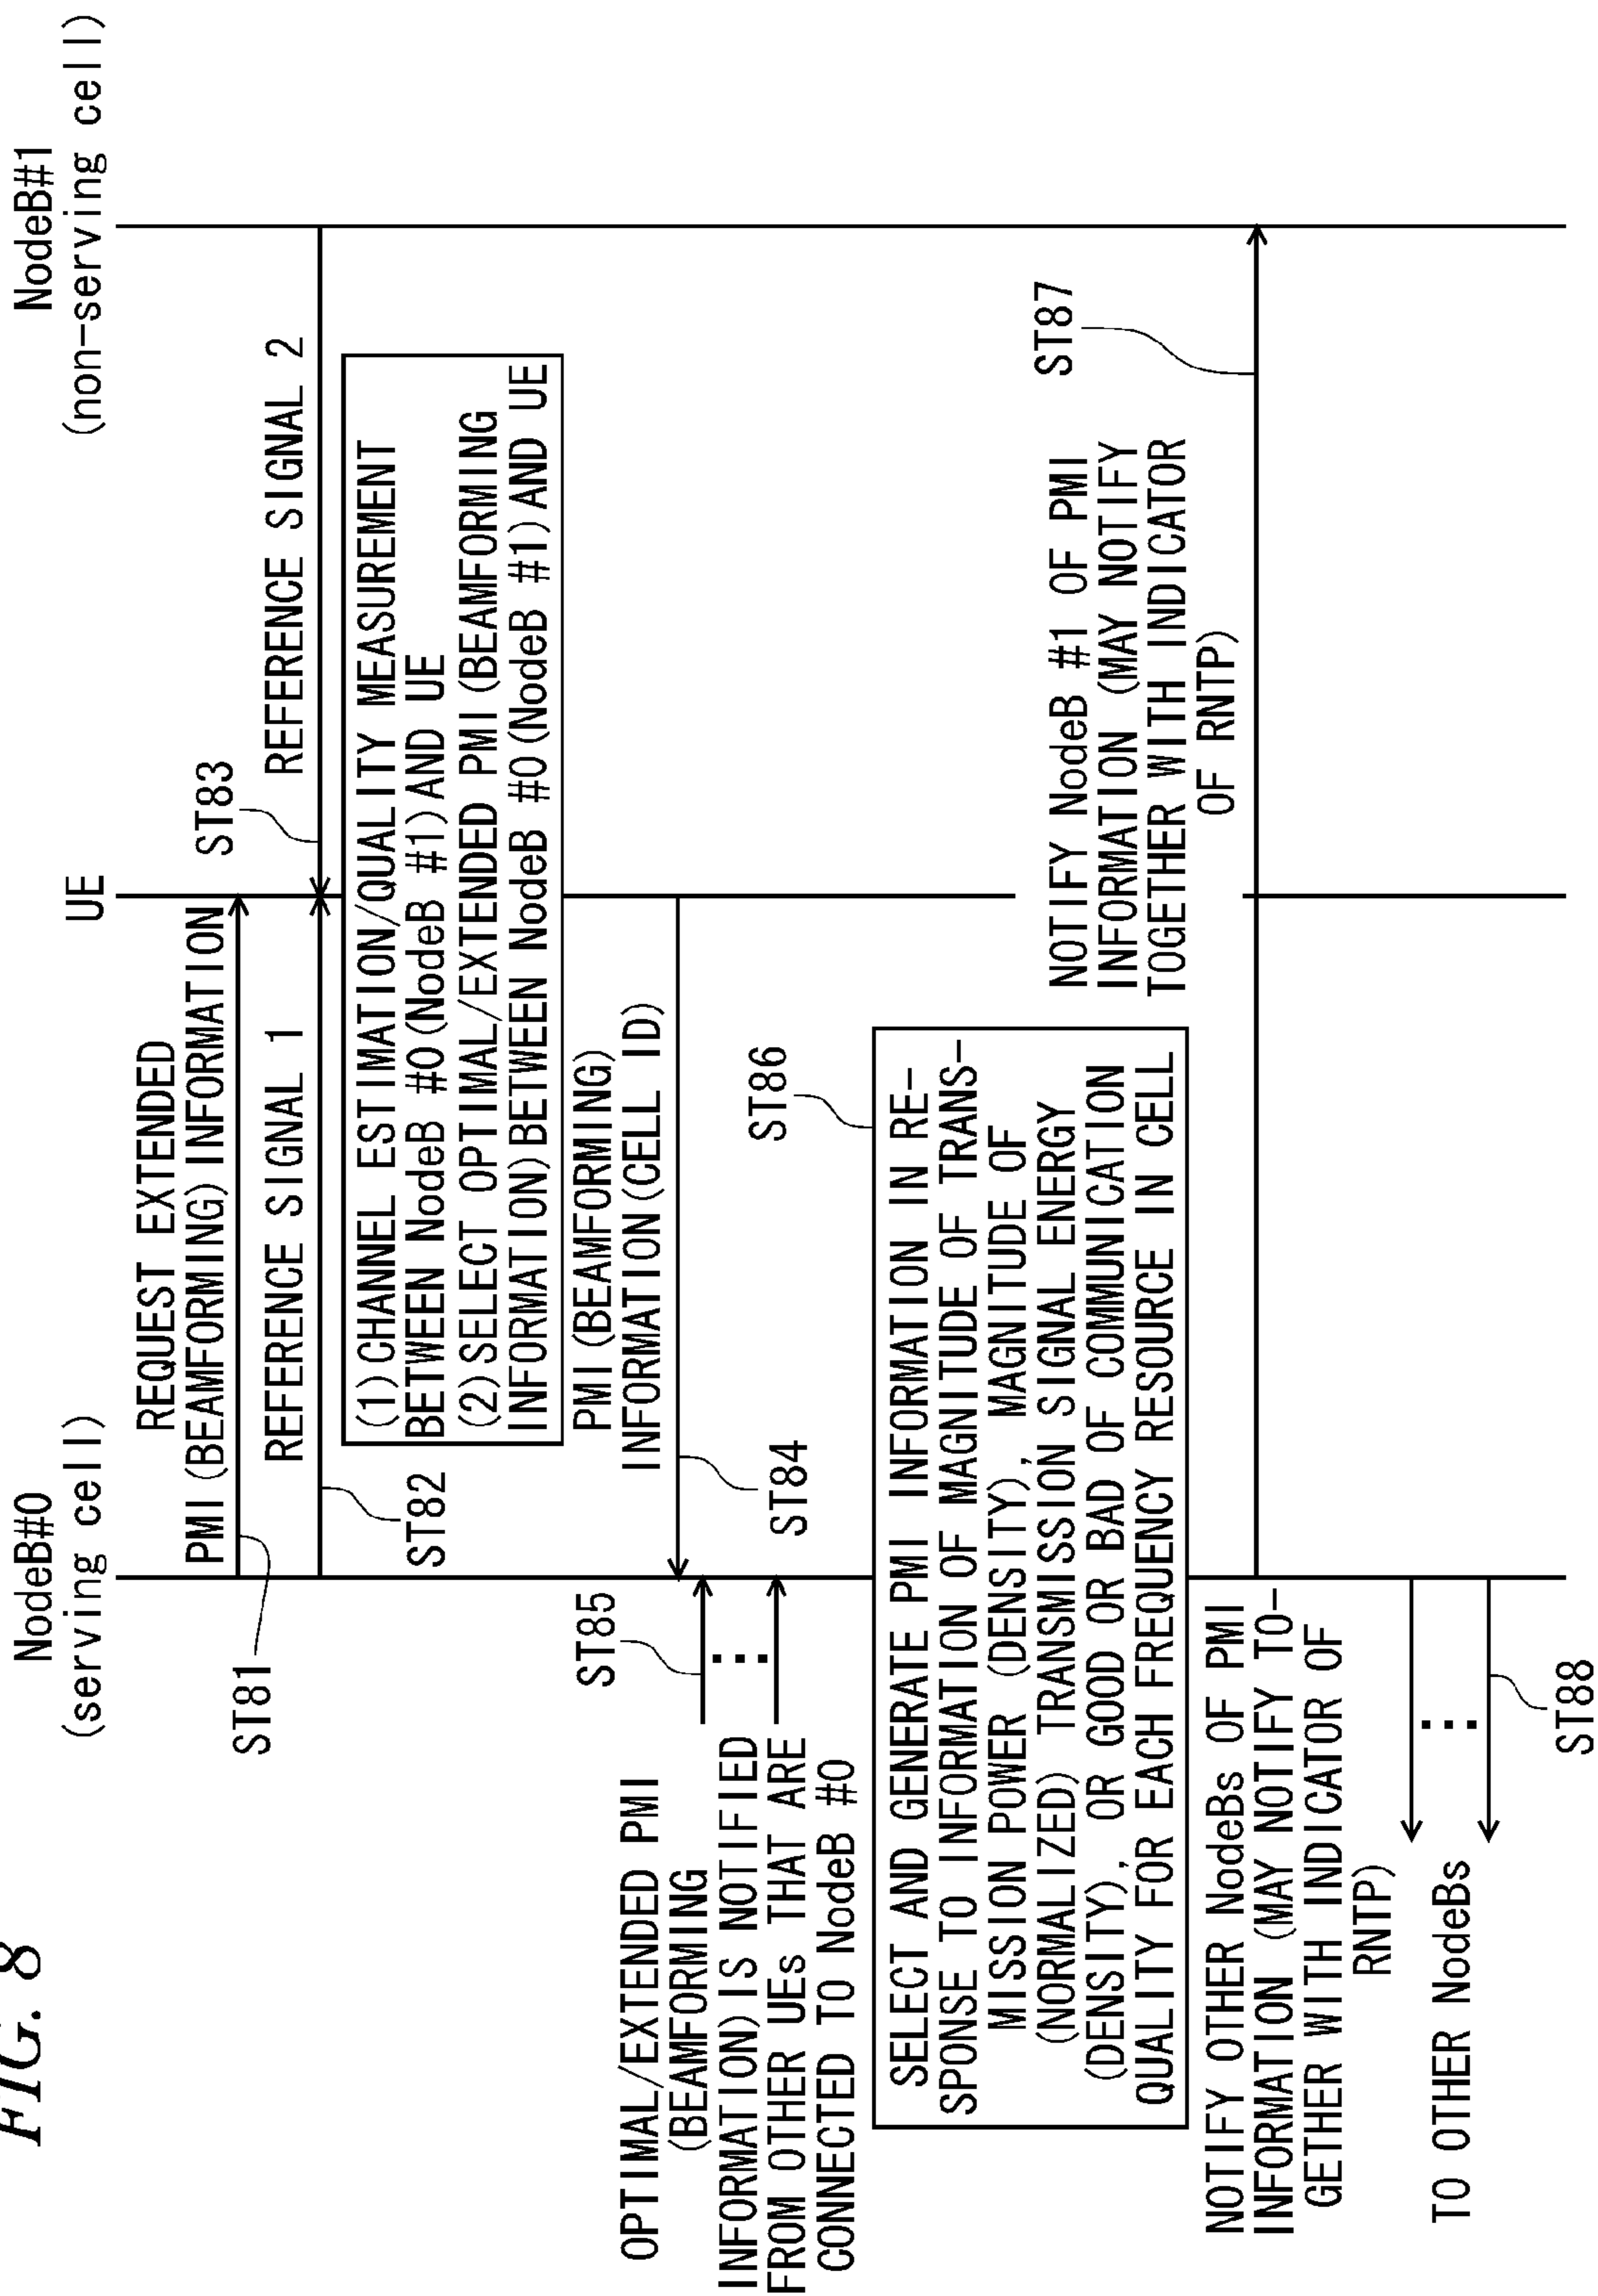 FIG. 8
NodeB#0
(serving cell)
UE
NodeB#1
(non-serving cell)
REQUEST EXTENDED
PMI (BEAMFORMING) INFORMATION
ST81
ST83
REFERENCE SIGNAL 1
REFERENCE SIGNAL 2
ST82
(1) CHANNEL ESTIMATION/QUALITY MEASUREMENT
BETWEEN NodeB #0 (NodeB #1) AND UE
(2) SELECT OPTIMAL/EXTENDED PMI (BEAMFORMING
INFORMATION) BETWEEN NodeB #0 (NodeB #1) AND UE
PMI (BEAMFORMING)
INFORMATION (CELL ID)
ST84
ST85
OPTIMAL/EXTENDED PMI
(BEAMFORMING
INFORMATION) IS NOTIFIED
FROM OTHER UEs THAT ARE
CONNECTED TO NodeB #0
ST86
SELECT AND GENERATE PMI INFORMATION IN RE-
SPONSE TO INFORMATION OF MAGNITUDE OF TRANS-
MISSION POWER (DENSITY), MAGNITUDE OF
(NORMALIZED) TRANSMISSION SIGNAL ENERGY
(DENSITY), OR GOOD OR BAD OF COMMUNICATION
QUALITY FOR EACH FREQUENCY RESOURCE IN CELL
NOTIFY NodeB #1 OF PMI
INFORMATION (MAY NOTIFY
TOGETHER WITH INDICATOR
OF RNTP)
ST87
NOTIFY OTHER NodeBs OF PMI
INFORMATION (MAY NOTIFY TO-
GETHER WITH INDICATOR OF
RNTP)
TO OTHER NodeBs
ST88